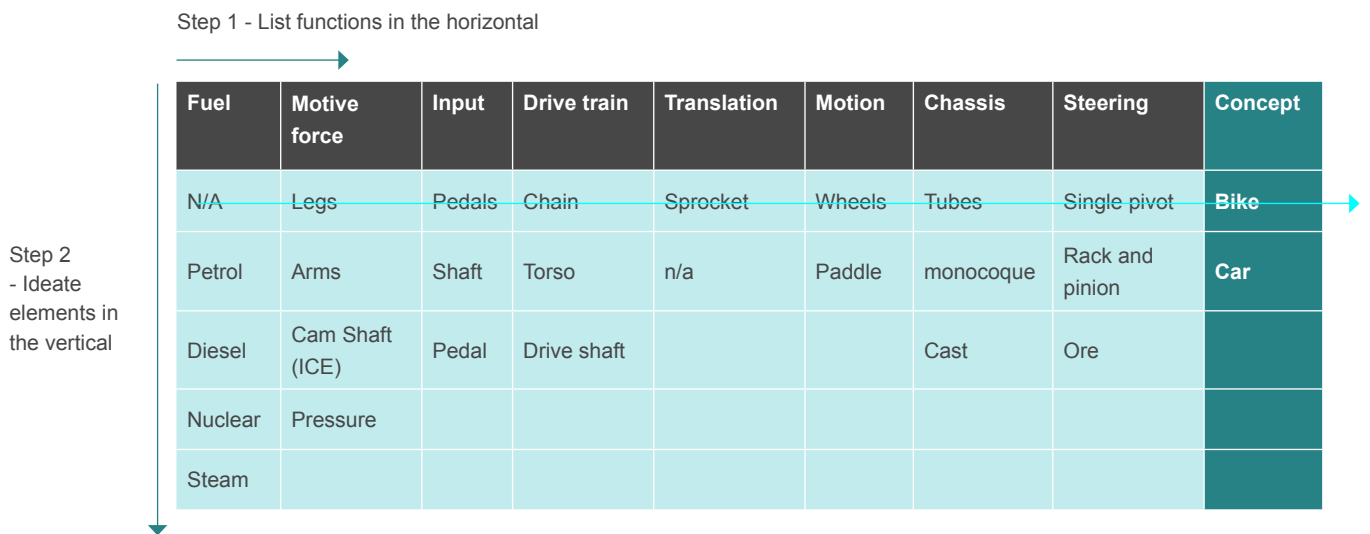 Step 1 - List functions in the horizontal
Fuel Motive force Input Drive train Translation Motion Chassis Steering Concept
N/A Legs Pedals Chain Sprocket Wheels Tubes Single pivot Bike
Step 2
- Ideate
elements in
the vertical
Petrol Arms Shaft Torso n/a Paddle monocoque Rack and pinion Car
Diesel Cam Shaft (ICE) Pedal Drive shaft Cast Ore
Nuclear Pressure
Steam